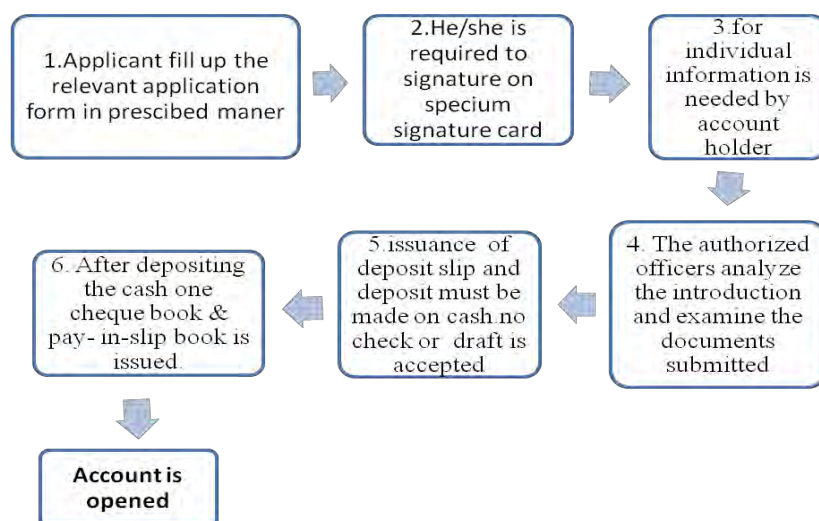 1.Applicant fill up the
relevant application
form in prescibed maner
2.He/she is
required to
signature on
specium
signature card
3.for
individual
information is
needed by
account
holder
4. The authorized
officers analyze
the introduction
and examine the
documents
submitted
5.issuance of
deposit slip and
deposit must be
made on cash.no
check or draft is
accepted
6. After depositing
the cash one
cheque book &
pay- in-slip book is
issued.
Account is
opened